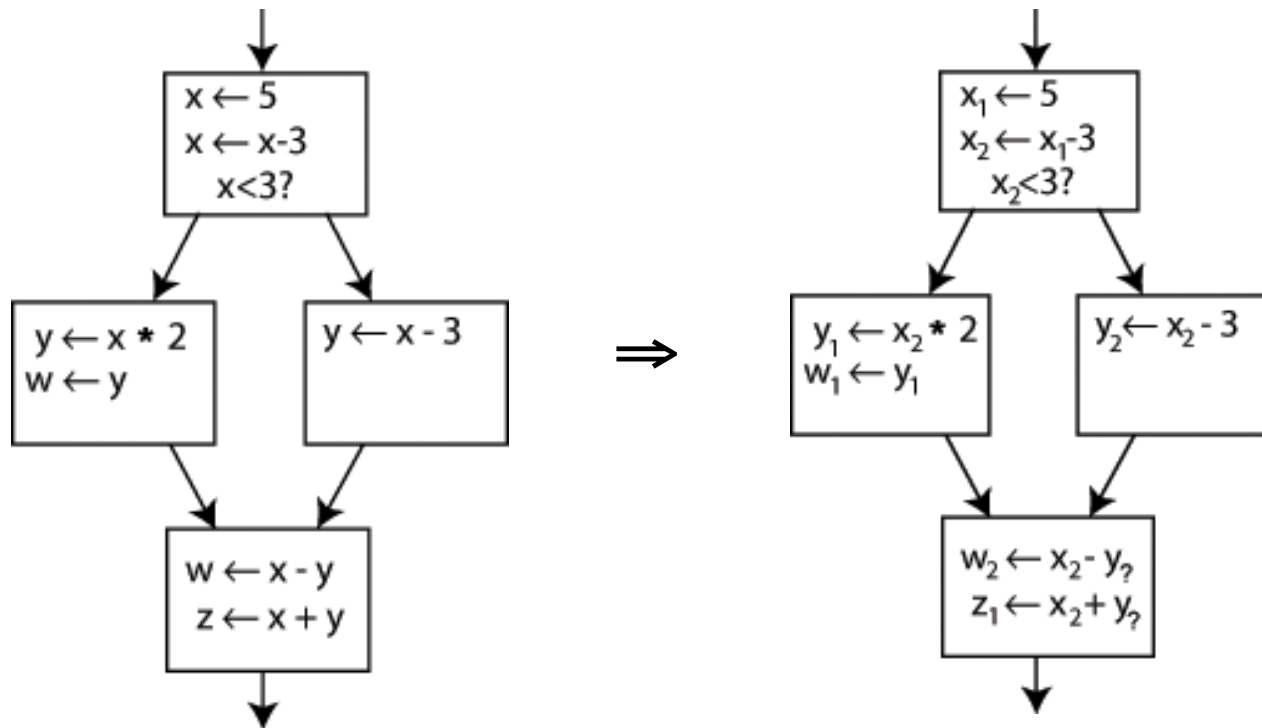 x ← 5
x ← x-3
x<3?
y ← x * 2
w ← y
y ← x - 3
w ← x - y
z ← x + y
⇒
x₁ ← 5
x₂ ← x₁-3
x₂<3?
y₁ ← x₂ * 2
w₁ ← y₁
y₂ ← x₂ - 3
w₂ ← x₂ - y?
z₁ ← x₂ + y?